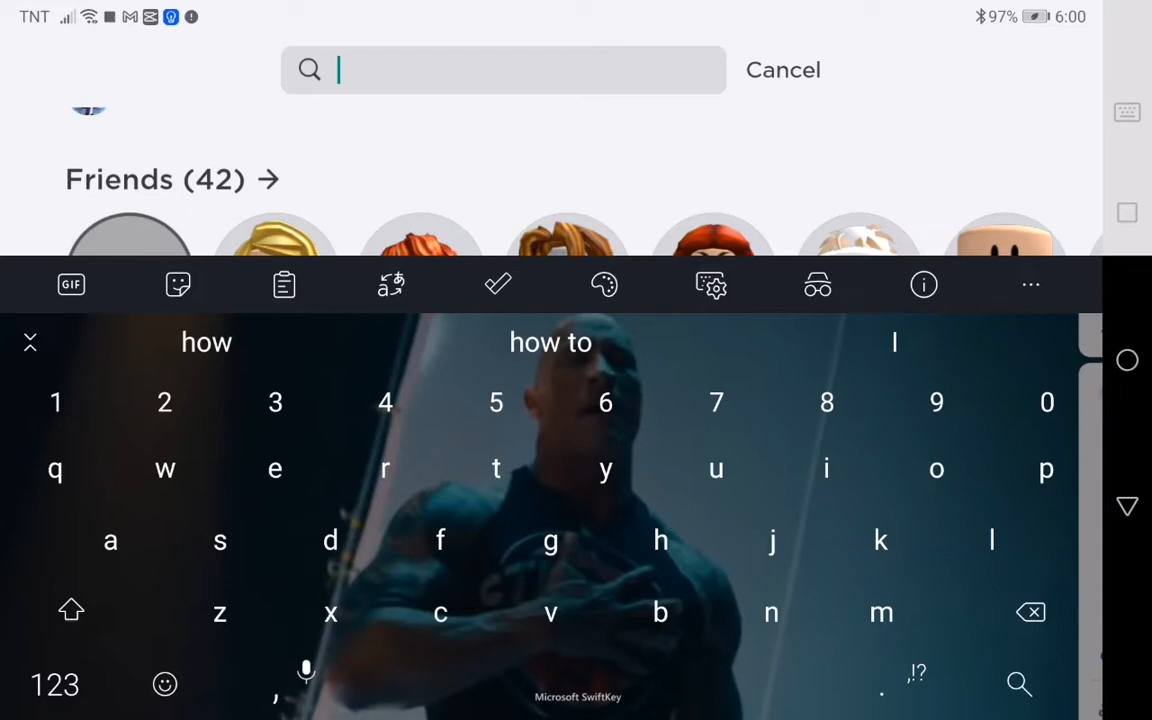 TNT 97% 6:00
Cancel
Friends (42) →
GIF
how how to I
1 2 3 4 5 6 7 8 9 0
q w e r t y u i o p
a s d f g h j k l
z x c v b n m
123 , . ,!?
Microsoft SwiftKey